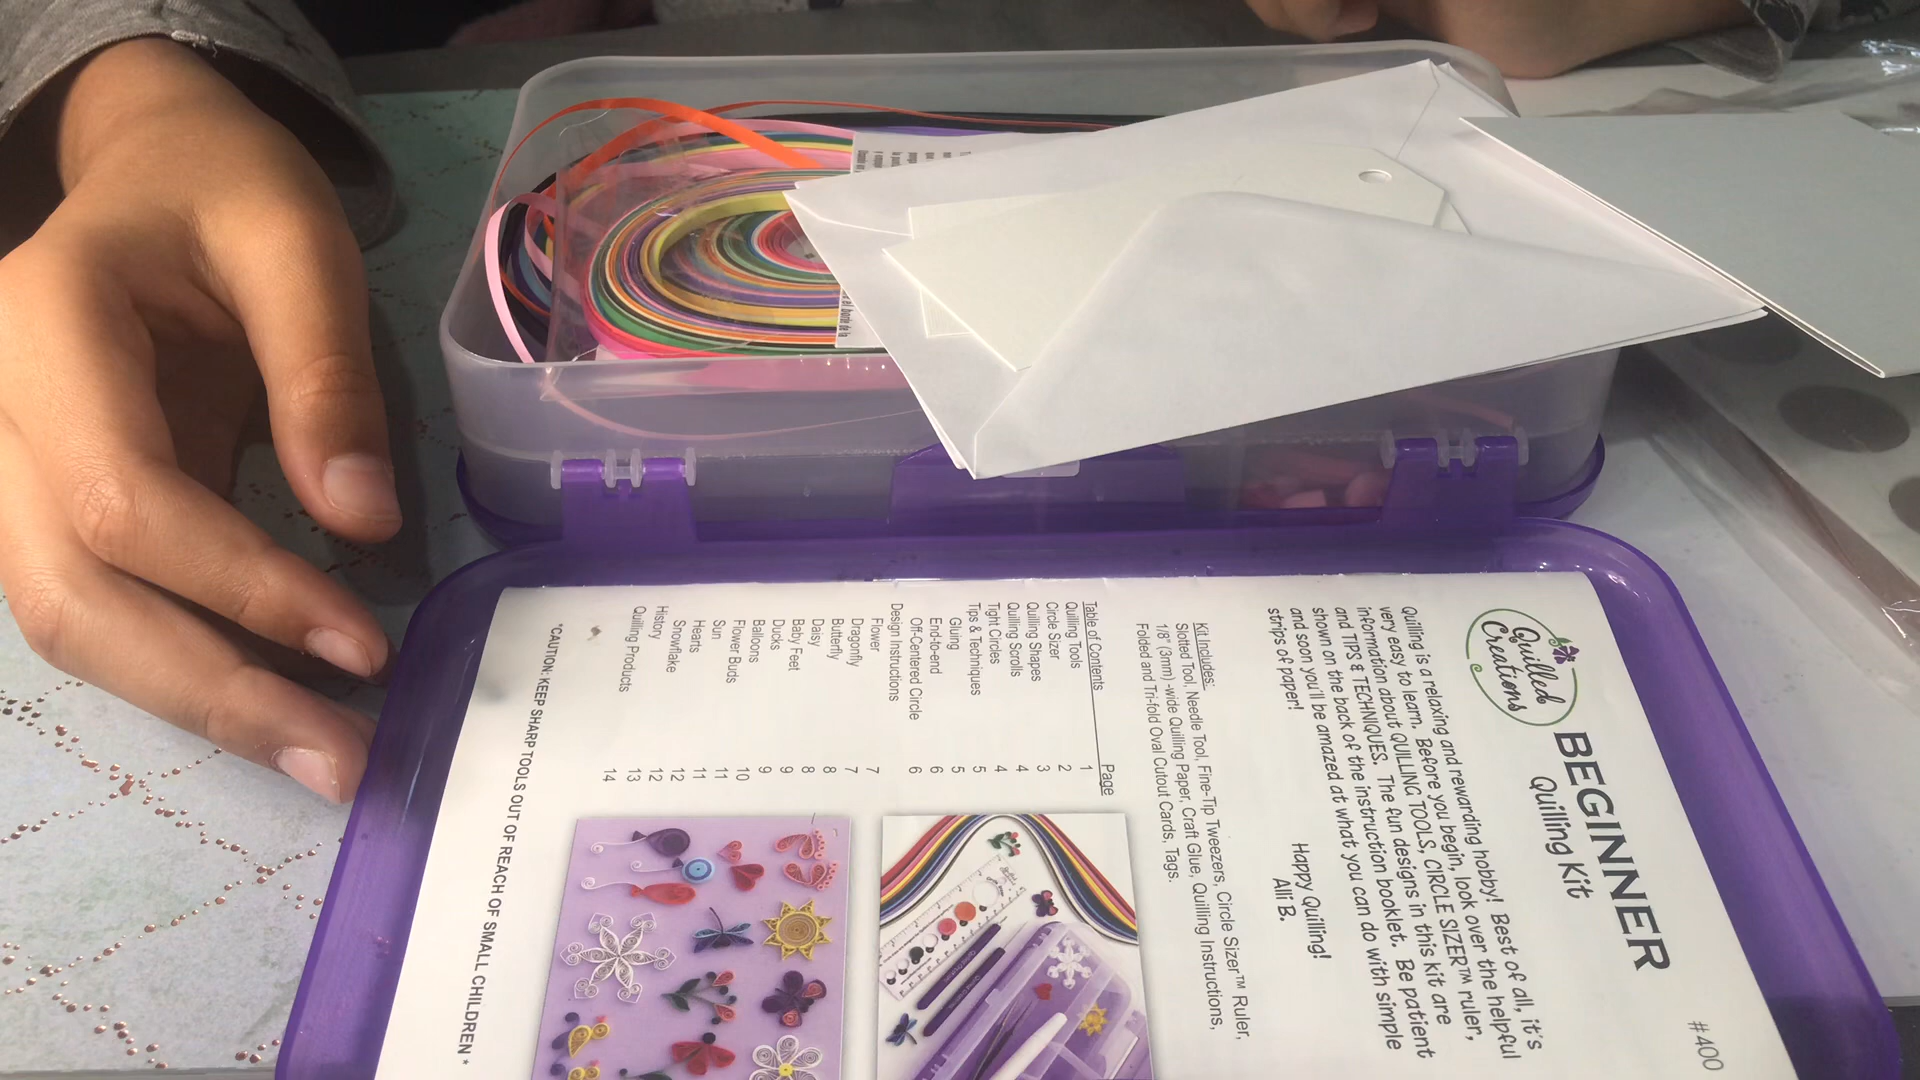 #400
Quilled
Creations
BEGINNER
Quilling Kit
Quilling is a relaxing and rewarding hobby! Best of all, it's
very easy to learn. Before you begin, look over the helpful
information about QUILLING TOOLS, CIRCLE SIZER™ ruler,
and TIPS & TECHNIQUES. The fun designs in this kit are
shown on the back of the instruction booklet. Be patient
and soon you'll be amazed at what you can do with simple
strips of paper!
Happy Quilling!
Alli B.
Kit Includes:
Slotted Tool, Needle Tool, Fine-Tip Tweezers, Circle Sizer™ Ruler,
1/8" (3mm) -wide Quilling Paper, Craft Glue, Quilling Instructions,
Folded and Tri-fold Oval Cutout Cards, Tags.
Table of Contents Page
Quilling Tools 1
Circle Sizer 2
Quilling Shapes 3
Quilling Scrolls 4
Tight Circles 4
Tips & Techniques 5
Gluing 5
End-to-end 6
Off-Centered Circle 6
Design Instructions
Flower 7
Dragonfly 7
Butterfly 8
Daisy 8
Baby Feet 9
Ducks 9
Balloons 10
Flower Buds 11
Sun 11
Hearts 12
Snowflake 12
History 13
Quilling Products 14
*CAUTION: KEEP SHARP TOOLS OUT OF REACH OF SMALL CHILDREN*